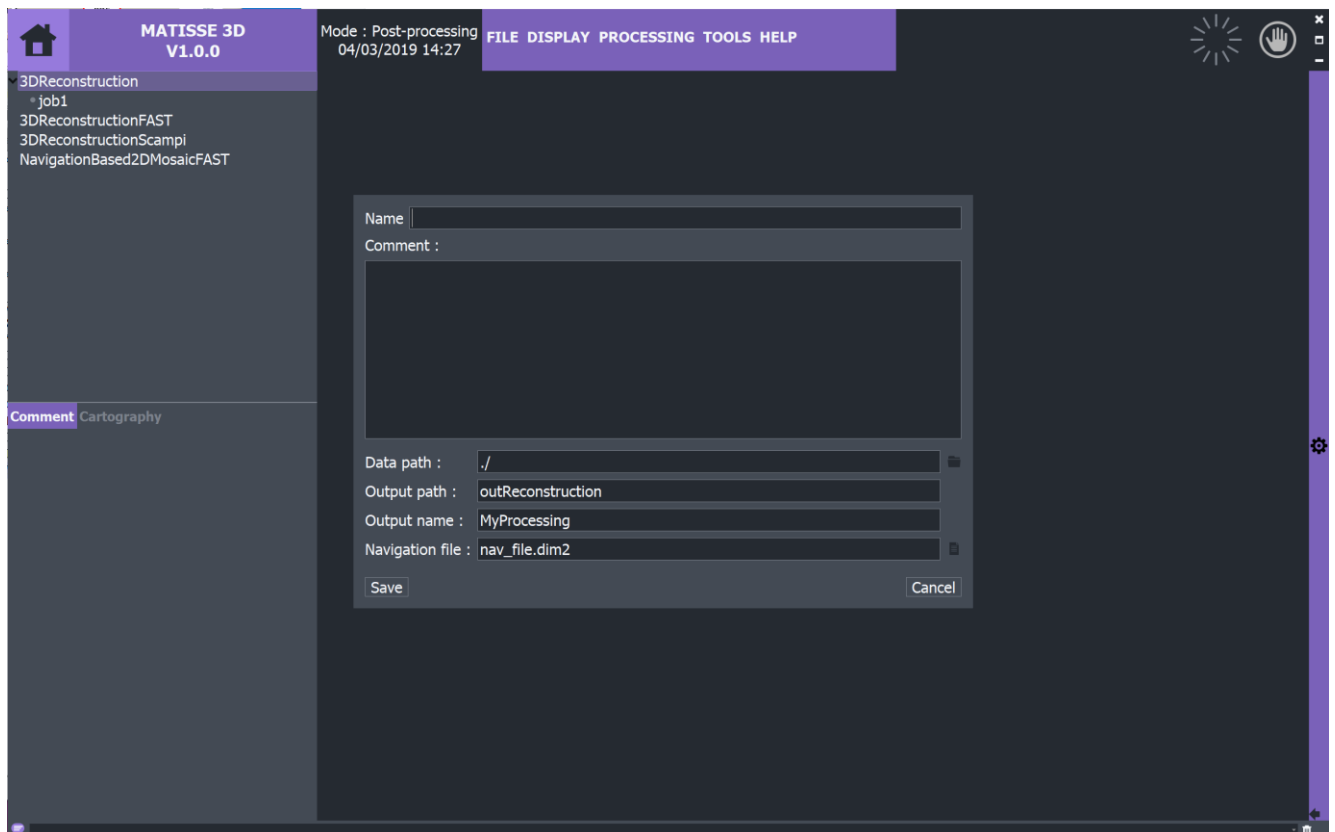 MATISSE 3D
V1.0.0
Mode : Post-processing
04/03/2019 14:27
FILE DISPLAY PROCESSING TOOLS HELP
3DReconstruction
job1
3DReconstructionFAST
3DReconstructionScampi
NavigationBased2DMosaicFAST
Comment Cartography
Name
Comment :
Data path : ./
Output path : outReconstruction
Output name : MyProcessing
Navigation file : nav_file.dim2
Save Cancel